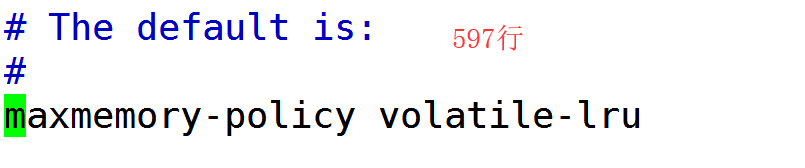 # The default is:
597行
#
maxmemory-policy volatile-lru